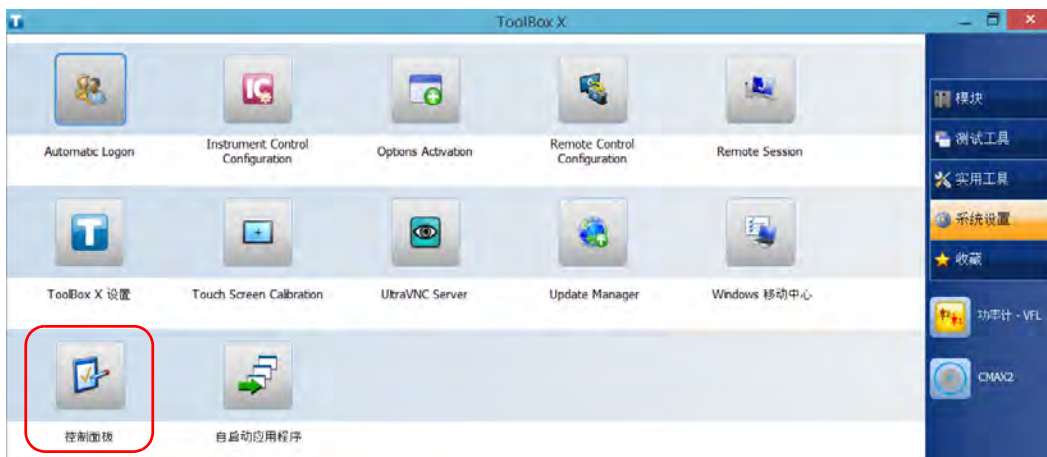 ToolBox X
Automatic Logon
Instrument Control
Configuration
Options Activation
Remote Control
Configuration
Remote Session
ToolBox X 设置
Touch Screen Calibration
UltraVNC Server
Update Manager
Windows 移动中心
控制面板
自启动应用程序
模块
测试工具
实用工具
系统设置
收藏
功率计 - VFL
CMAX2